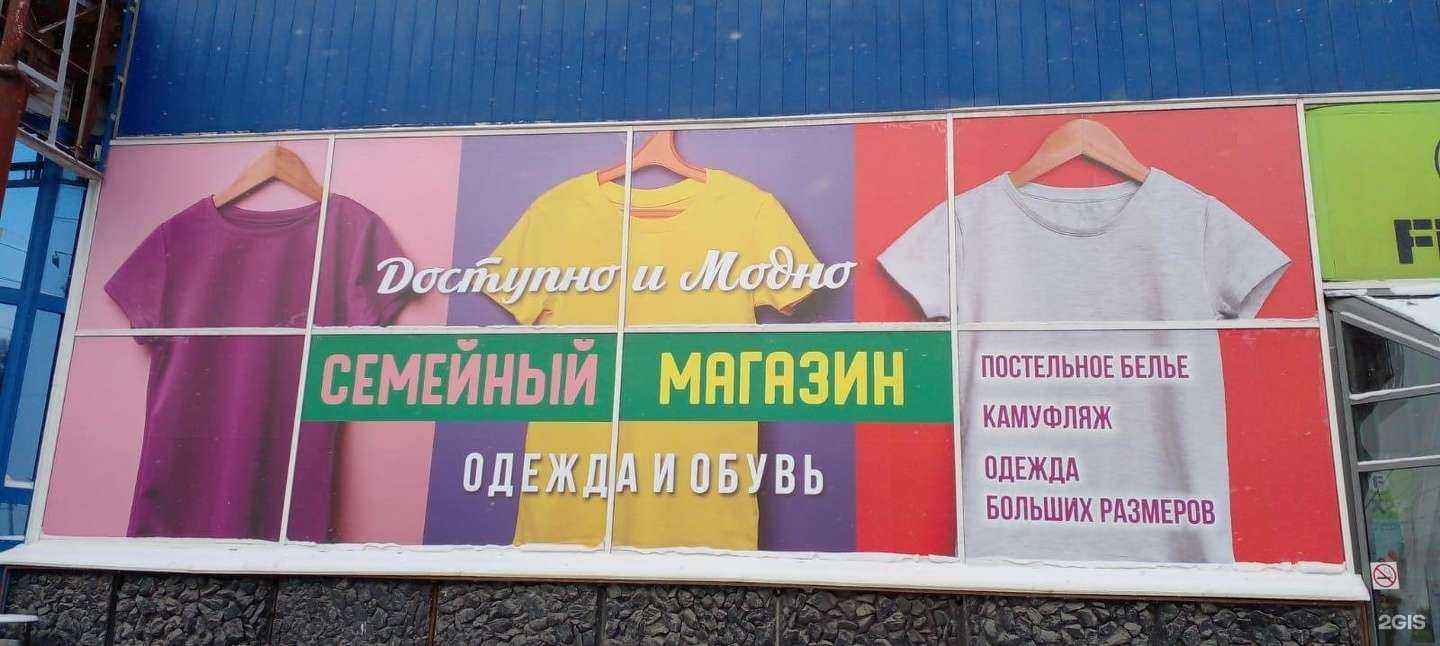 Доступно и Модно
СЕМЕЙНЫЙ МАГАЗИН
ОДЕЖДА И ОБУВЬ
ПОСТЕЛЬНОЕ БЕЛЬЕ
КАМУФЛЯЖ
ОДЕЖДА
БОЛЬШИХ РАЗМЕРОВ
2GIS